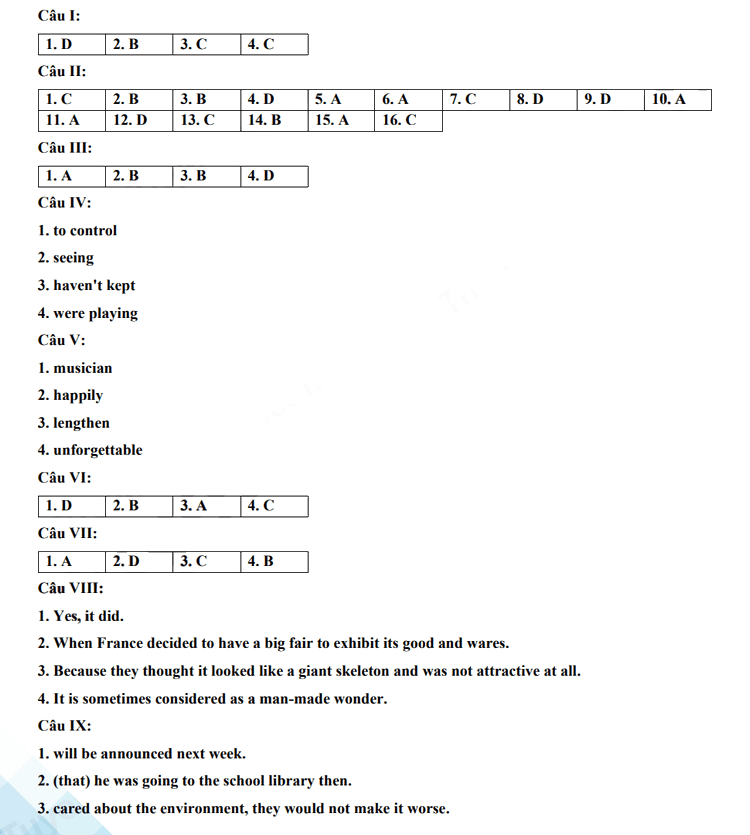 Câu I:
1. D 2. B 3. C 4. C
Câu II:
1. C 2. B 3. B 4. D 5. A 6. A 7. C 8. D 9. D 10. A
11. A 12. D 13. C 14. B 15. A 16. C
Câu III:
1. A 2. B 3. B 4. D
Câu IV:
1. to control
2. seeing
3. haven't kept
4. were playing
Câu V:
1. musician
2. happily
3. lengthen
4. unforgettable
Câu VI:
1. D 2. B 3. A 4. C
Câu VII:
1. A 2. D 3. C 4. B
Câu VIII:
1. Yes, it did.
2. When France decided to have a big fair to exhibit its good and wares.
3. Because they thought it looked like a giant skeleton and was not attractive at all.
4. It is sometimes considered as a man-made wonder.
Câu IX:
1. will be announced next week.
2. (that) he was going to the school library then.
3. cared about the environment, they would not make it worse.